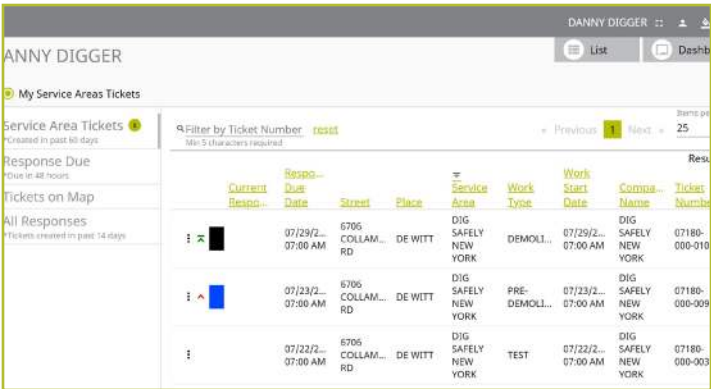 DANNY DIGGER
ANNY DIGGER
List
Dashb
My Service Areas Tickets
Service Area Tickets
*Created in past 60 days
Response Due
*Due in 48 hours
Tickets on Map
All Responses
*Tickets created in past 14 days
Filter by Ticket Number reset
Min 5 characters required
« Previous 1 Next »
Items pe
25
Resu
Current Respo...
Respo... Due Date
Street
Place
Service Area
Work Type
Work Start Date
Compa... Name
Ticket Numbe
07/29/2... 07:00 AM
6706 COLLAM... RD
DE WITT
DIG SAFELY NEW YORK
DEMOLI...
07/29/2... 07:00 AM
DIG SAFELY NEW YORK
07180-000-010
07/23/2... 07:00 AM
6706 COLLAM... RD
DE WITT
DIG SAFELY NEW YORK
PRE-DEMOLI...
07/23/2... 07:00 AM
DIG SAFELY NEW YORK
07180-000-009
07/22/2... 07:00 AM
6706 COLLAM... RD
DE WITT
DIG SAFELY NEW YORK
TEST
07/22/2... 07:00 AM
DIG SAFELY NEW YORK
07180-000-003